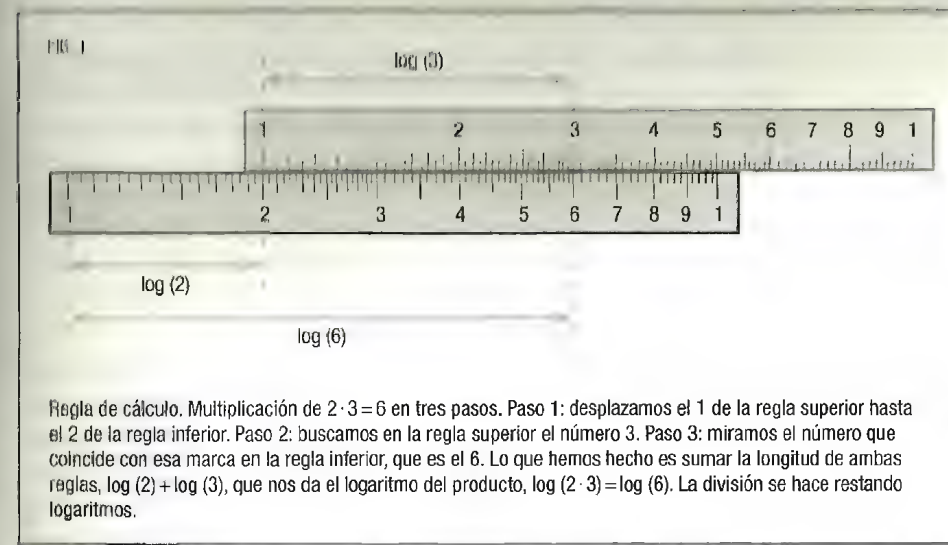 FIG. 1
log (3)
1 2 3 4 5 6 7 8 9 1
1 2 3 4 5 6 7 8 9 1
log (2)
log (6)
Regla de cálculo. Multiplicación de 2 · 3 = 6 en tres pasos. Paso 1: desplazamos el 1 de la regla superior hasta
el 2 de la regla inferior. Paso 2: buscamos en la regla superior el número 3. Paso 3: miramos el número que
coincide con esa marca en la regla inferior, que es el 6. Lo que hemos hecho es sumar la longitud de ambas
reglas, log (2) + log (3), que nos da el logaritmo del producto, log (2 · 3) = log (6). La división se hace restando
logaritmos.